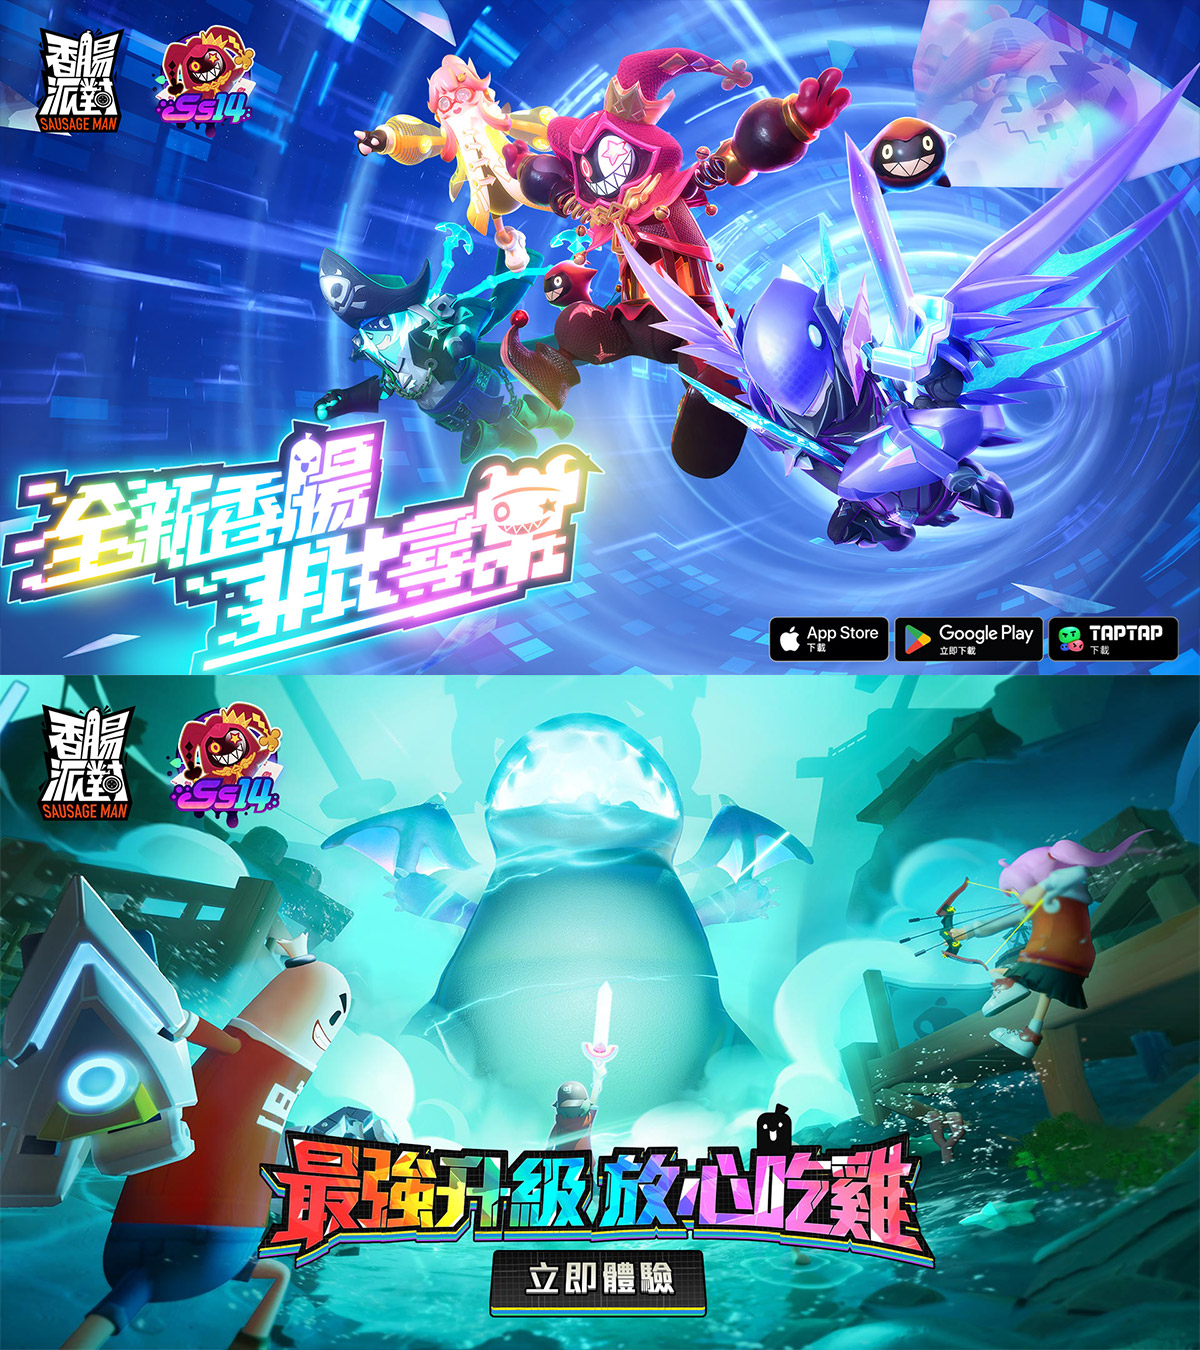 香腸
派對
SAUSAGE MAN
SS14
全新香腸
非比尋常
App Store
下載
Google Play
立即下載
TAPTAP
下載
香腸
派對
SAUSAGE MAN
SS14
最強升級 放心吃雞
立即體驗